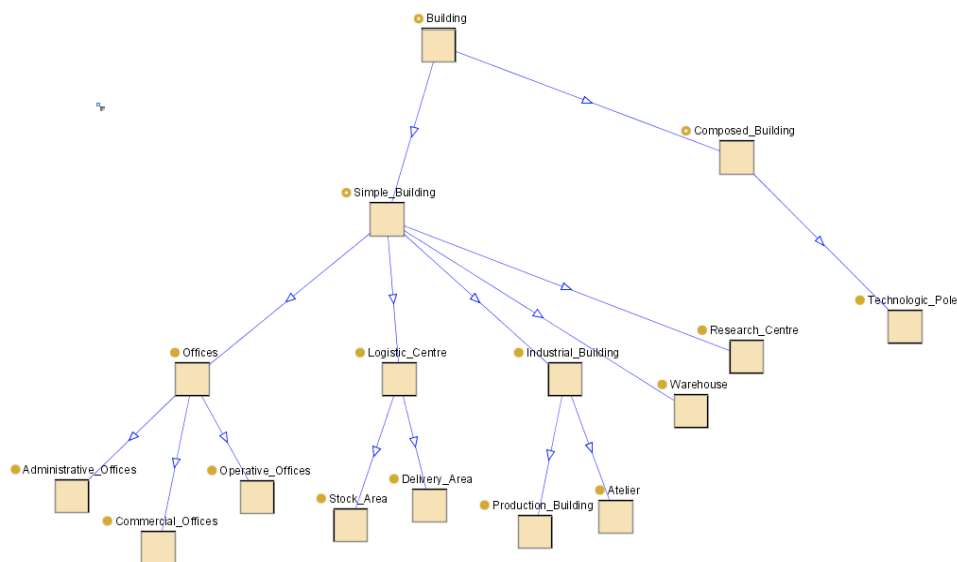 Building
Composed_Building
Simple_Building
Technologic_Pole
Research_Centre
Offices
Logistic_Centre
Industrial_Building
Warehouse
Administrative_Offices
Operative_Offices
Delivery_Area
Stock_Area
Atelier
Production_Building
Commercial_Offices